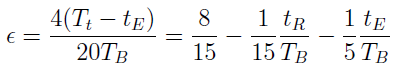 ϵ = 4(T_t − t_E) / 20T_B = 8/15 − 1/15 t_R/T_B − 1/5 t_E/T_B